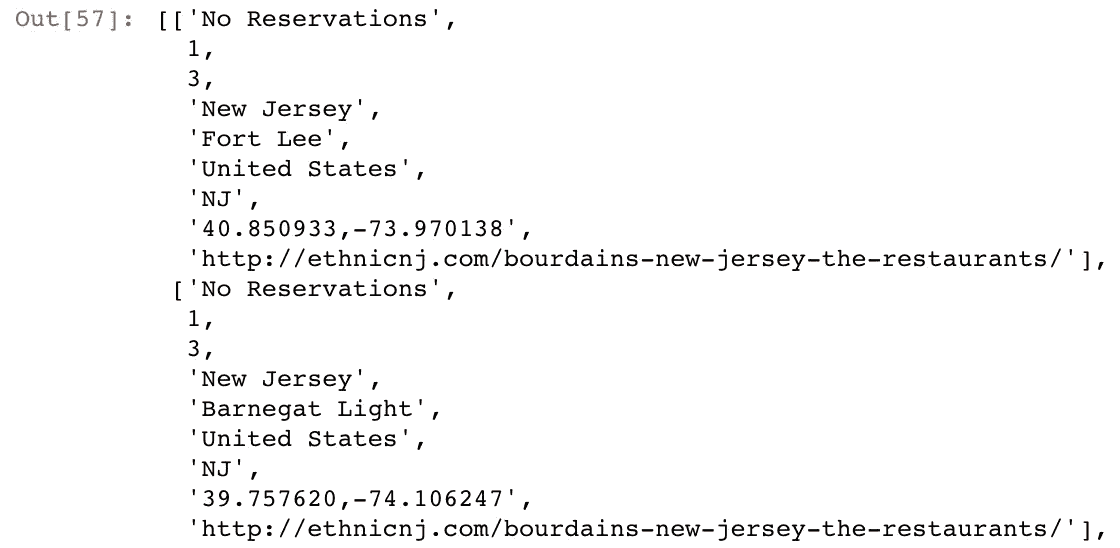 Out[57]: [['No Reservations',
1,
3,
'New Jersey',
'Fort Lee',
'United States',
'NJ',
'40.850933,-73.970138',
'http://ethnicnj.com/bourdains-new-jersey-the-restaurants/'],
['No Reservations',
1,
3,
'New Jersey',
'Barnegat Light',
'United States',
'NJ',
'39.757620,-74.106247',
'http://ethnicnj.com/bourdains-new-jersey-the-restaurants/'],